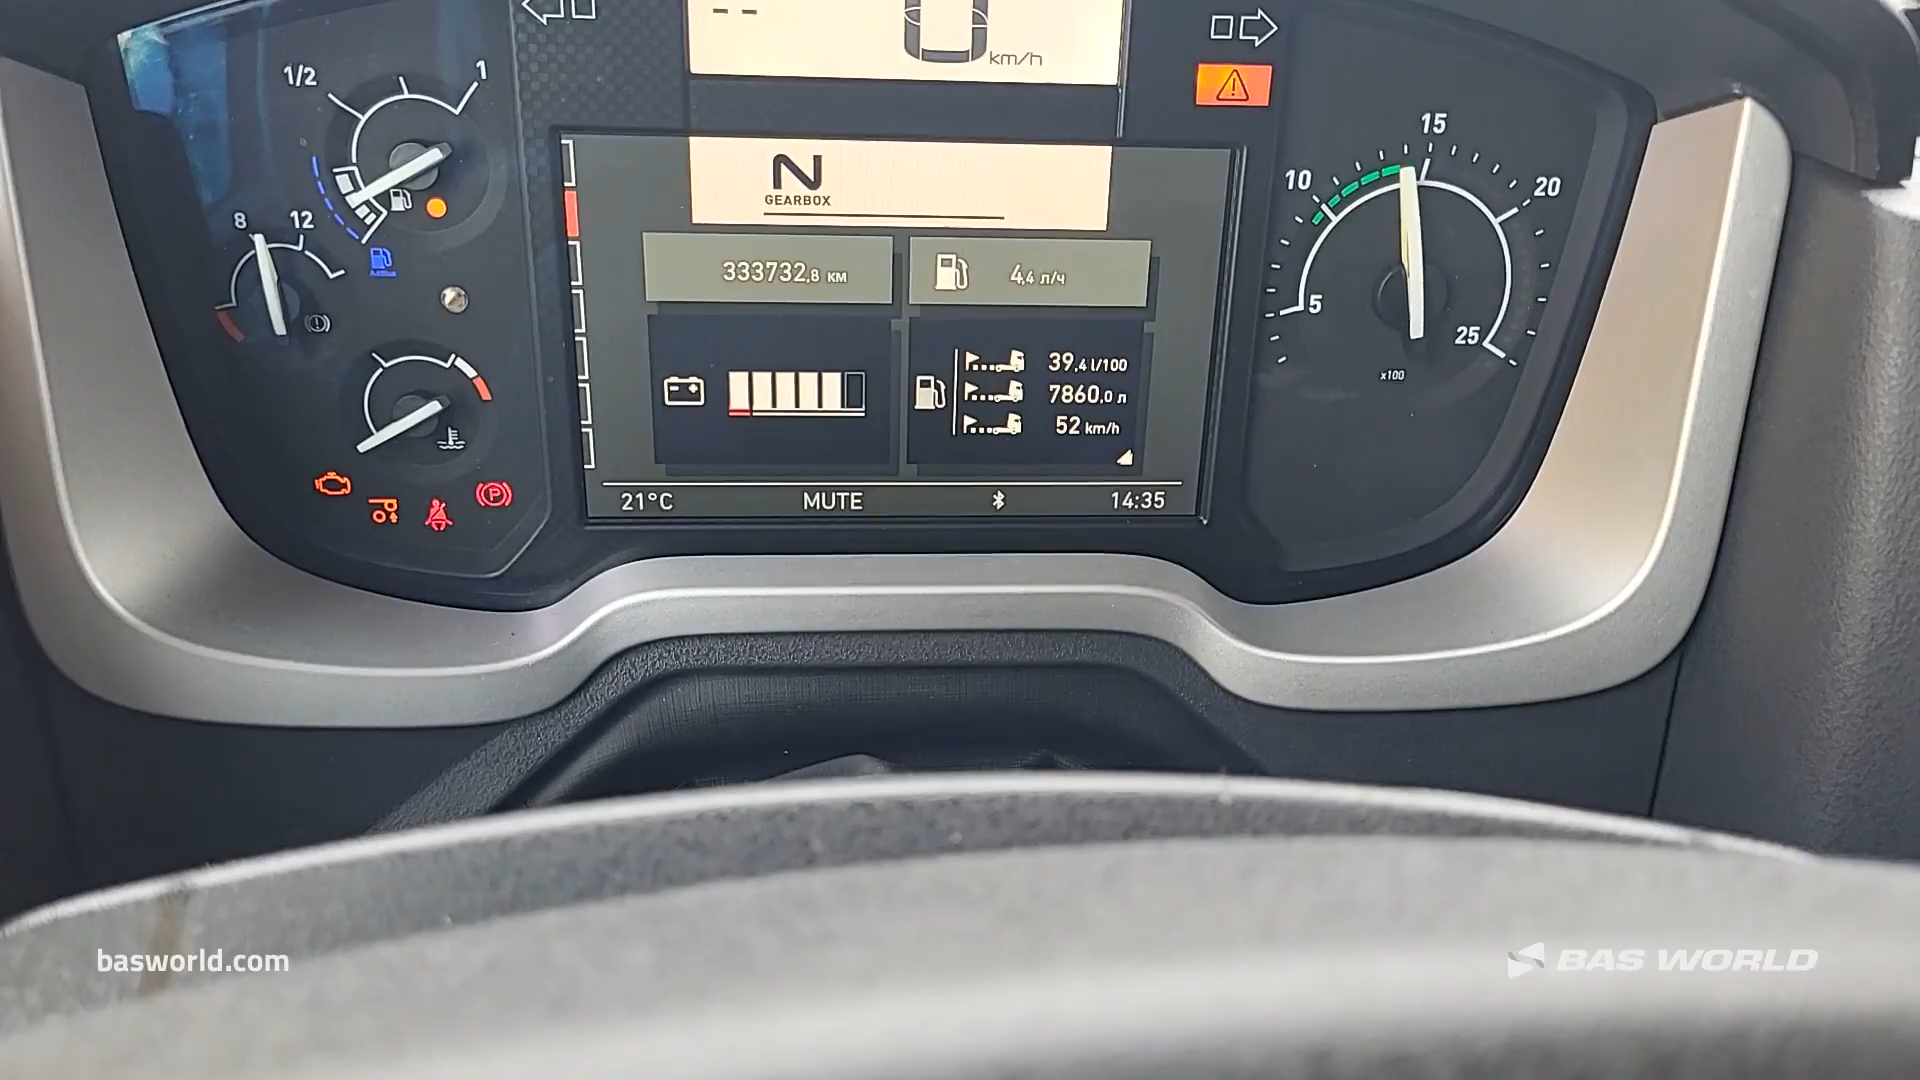 --
0
km/h
1/2
1
8
12
N
GEARBOX
333732,8 км
4,4 л/ч
39,4 l/100
7860,0 л
52 km/h
21°C
MUTE
14:35
5
10
15
20
25
x100
P
basworld.com
BAS WORLD